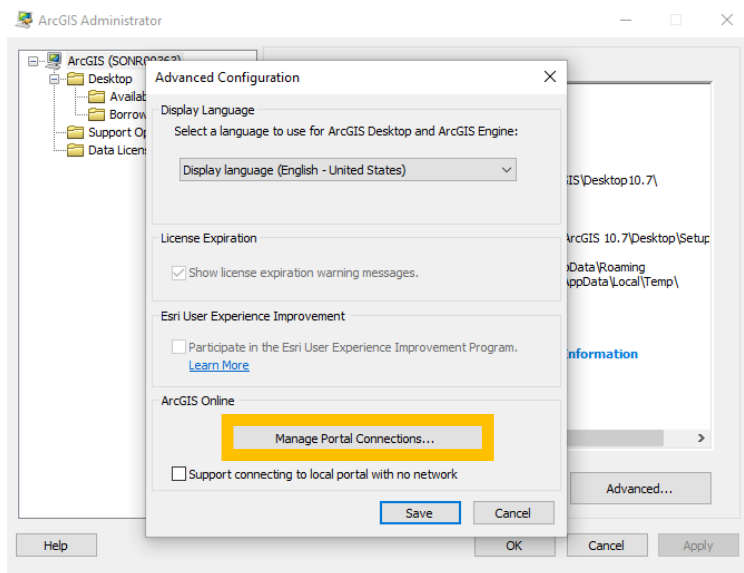 ArcGIS Administrator
ArcGIS (SONR00263)
Desktop
Availab
Borrow
Support Op
Data Licens
Advanced Configuration
Display Language
Select a language to use for ArcGIS Desktop and ArcGIS Engine:
Display language (English - United States)
License Expiration
Show license expiration warning messages.
Esri User Experience Improvement
Participate in the Esri User Experience Improvement Program.
Learn More
ArcGIS Online
Manage Portal Connections...
Support connecting to local portal with no network
Save
Cancel
IS\Desktop10.7\
ArcGIS 10.7\Desktop\Setup
pData\Roaming
AppData\Local\Temp\
Information
Advanced...
Help
OK
Cancel
Apply